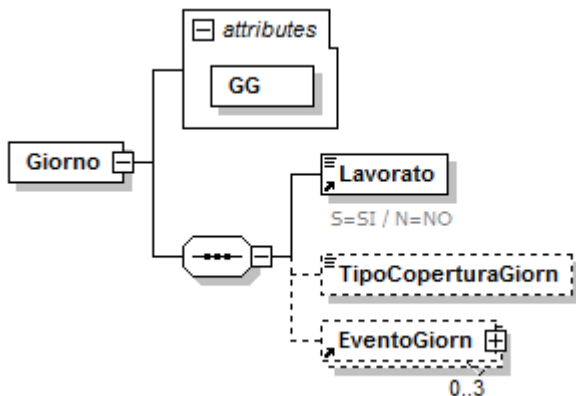 attributes
GG
Giorno
Lavorato
S=SI / N=NO
TipoCoperturaGiorn
EventoGiorn
0..3